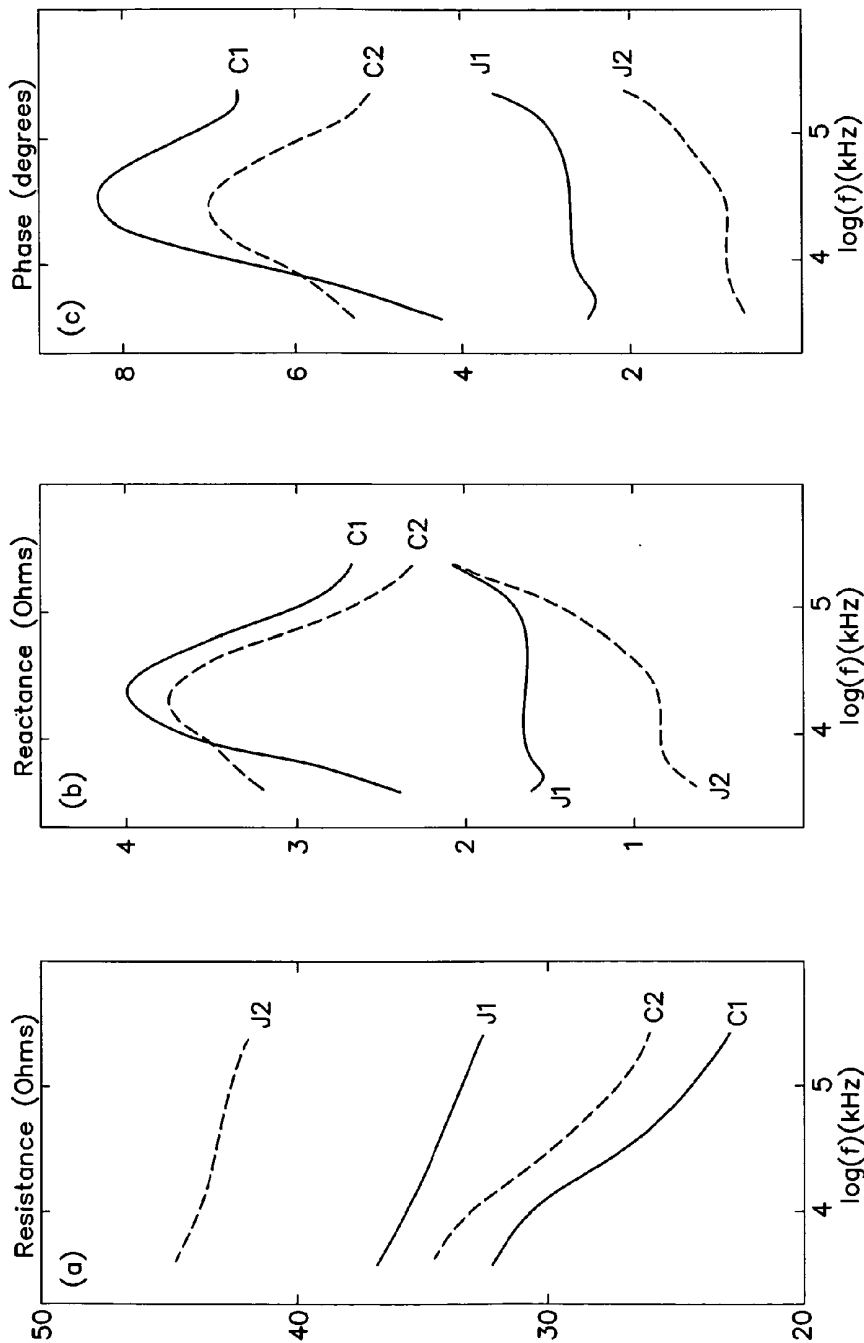 (a)
Resistance (Ohms)
50
40
30
20
J2
J1
C2
C1
4
5
log(f)(kHz)
(b)
Reactance (Ohms)
4
3
2
1
C1
C2
J1
J2
4
5
log(f)(kHz)
(c)
Phase (degrees)
8
6
4
2
C1
C2
J1
J2
4
5
log(f)(kHz)